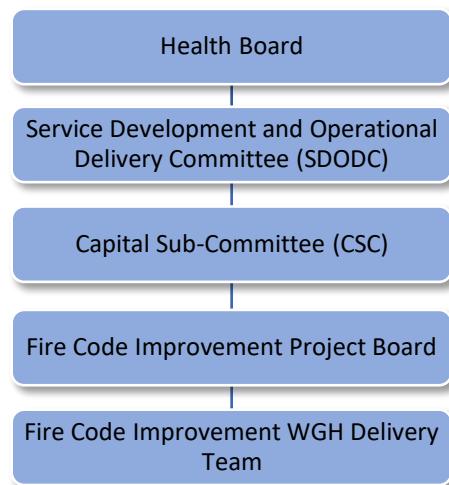 Health Board
Service Development and Operational
Delivery Committee (SDODC)
Capital Sub-Committee (CSC)
Fire Code Improvement Project Board
Fire Code Improvement WGH Delivery
Team